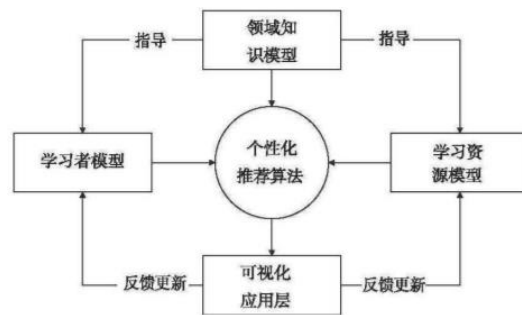 领域知
识模型
指导
指导
学习者模型
个性化
推荐算法
学习资
源模型
可视化
应用层
反馈更新
反馈更新